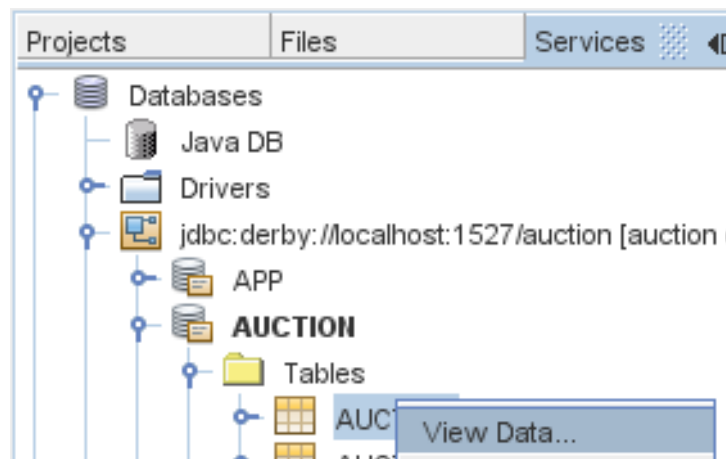 Projects Files Services
Databases
Java DB
Drivers
jdbc:derby://localhost:1527/auction [auction
APP
AUCTION
Tables
View Data...